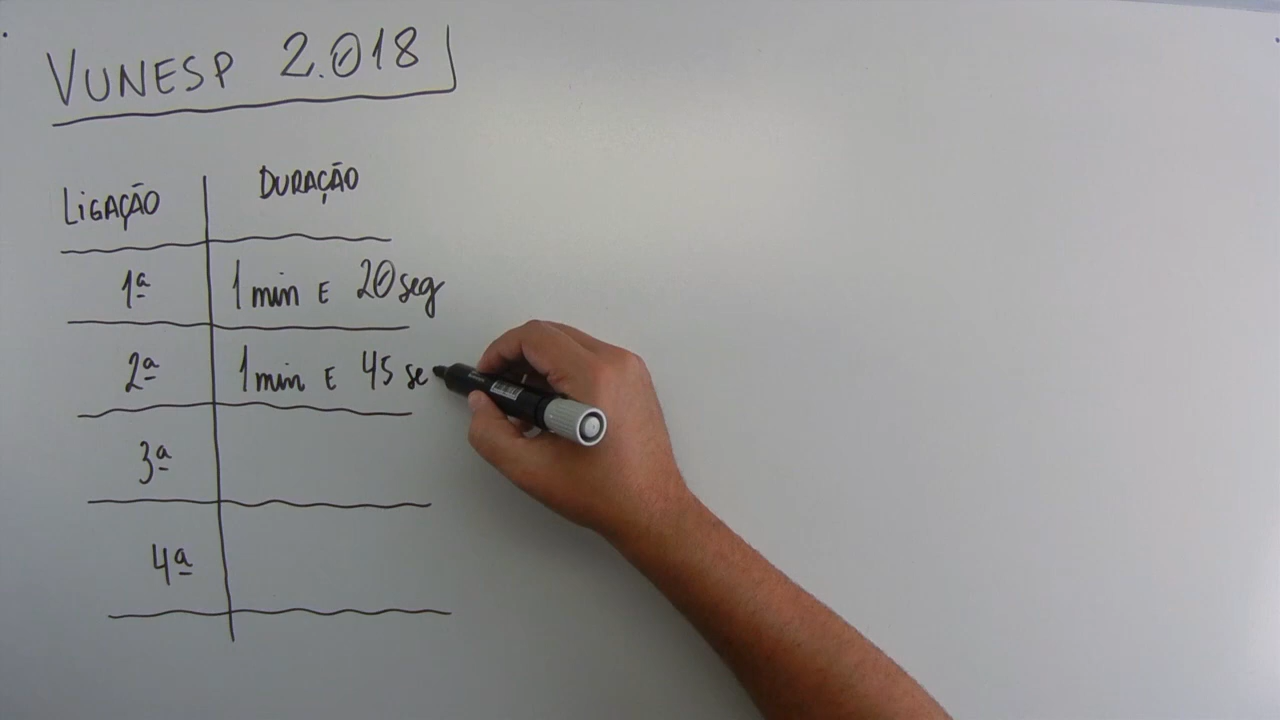 VUNESP 2.018
LIGAÇÃO DURAÇÃO
1ª 1 min E 20 seg
2ª 1 min E 45 se
3ª
4ª